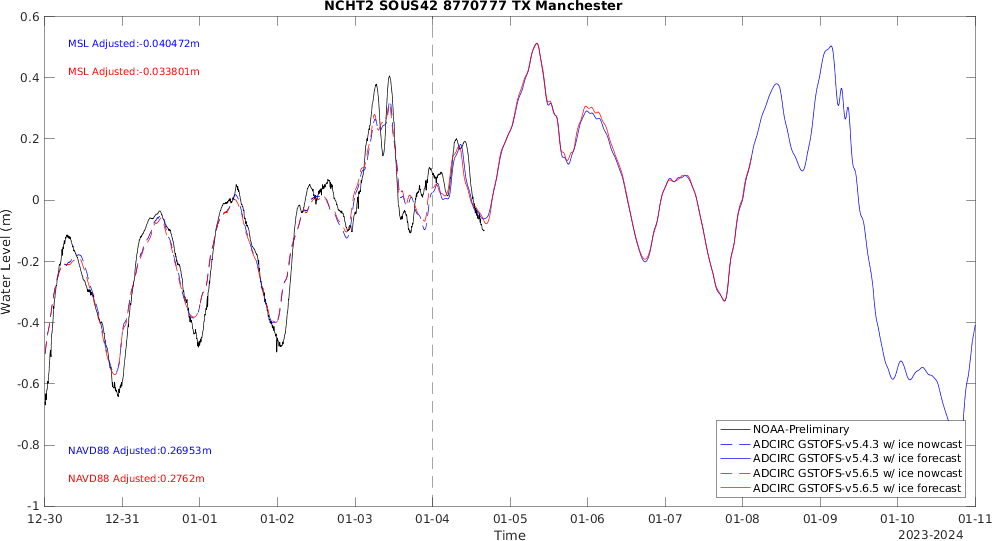 NCHT2 SOUS42 8770777 TX Manchester
0.6
0.4
0.2
0
-0.2
-0.4
-0.6
-0.8
-1
Water Level (m)
MSL Adjusted:-0.040472m
MSL Adjusted:-0.033801m
NAVD88 Adjusted:0.26953m
NAVD88 Adjusted:0.2762m
NOAA-Preliminary
ADCIRC GSTOFS-v5.4.3 w/ ice nowcast
ADCIRC GSTOFS-v5.4.3 w/ ice forecast
ADCIRC GSTOFS-v5.6.5 w/ ice nowcast
ADCIRC GSTOFS-v5.6.5 w/ ice forecast
12-30 12-31 01-01 01-02 01-03 01-04 01-05 01-06 01-07 01-08 01-09 01-10 01-11
Time
2023-2024